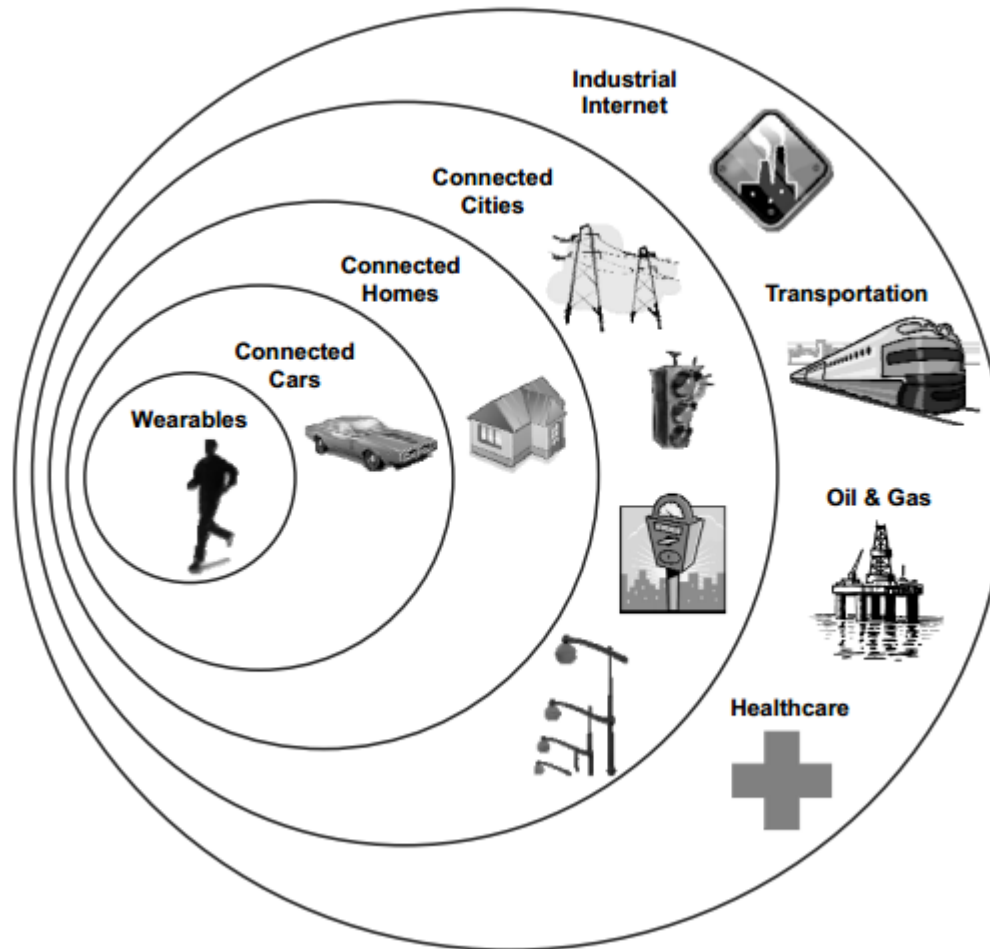 Industrial
Internet
Connected
Cities
Connected
Homes
Transportation
Connected
Cars
Wearables
Oil & Gas
Healthcare